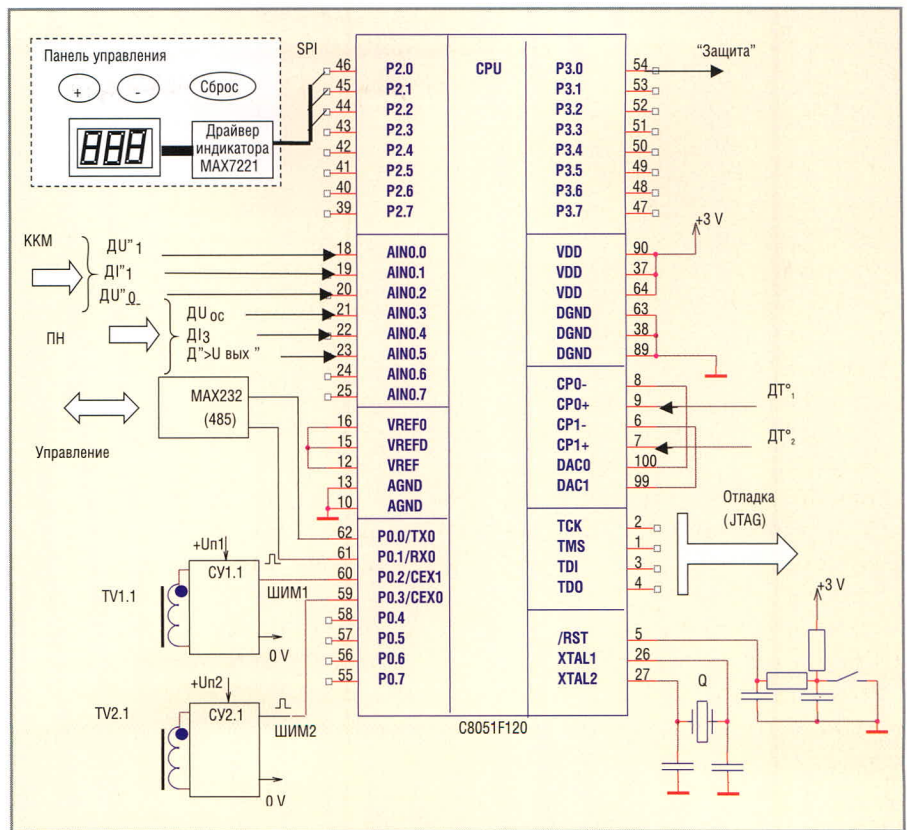 Панель управления
+
-
Сброс
Драйвер
индикатора
MAX7221
SPI
46 P2.0
45 P2.1
44 P2.2
43 P2.3
42 P2.4
41 P2.5
40 P2.6
39 P2.7
CPU
P3.0 54
P3.1 53
P3.2 52
P3.3 51
P3.4 50
P3.5 49
P3.6 48
P3.7 47
"Защита"
ККМ
ДU"1
ДI"1
ДU"0
ПН
ДUос
ДI3
Д">U вых "
18 AIN0.0
19 AIN0.1
20 AIN0.2
21 AIN0.3
22 AIN0.4
23 AIN0.5
24 AIN0.6
25 AIN0.7
+3 V
VDD 90
VDD 37
VDD 64
DGND 63
DGND 38
DGND 89
Управление
MAX232
(485)
16 VREF0
15 VREFD
12 VREF
13 AGND
10 AGND
CP0- 8
CP0+ 9
CP1- 6
CP1+ 7
DAC0 100
DAC1 99
ДТ°1
ДТ°2
62 P0.0/TX0
61 P0.1/RX0
60 P0.2/CEX1
59 P0.3/CEX0
58 P0.4
57 P0.5
56 P0.6
55 P0.7
TCK 2
TMS 1
TDI 3
TDO 4
Отладка
(JTAG)
/RST 5
XTAL1 26
XTAL2 27
+3 V
Q
+Uп1
СУ1.1
ШИМ1
TV1.1
0 V
+Uп2
СУ2.1
ШИМ2
TV2.1
0 V
C8051F120